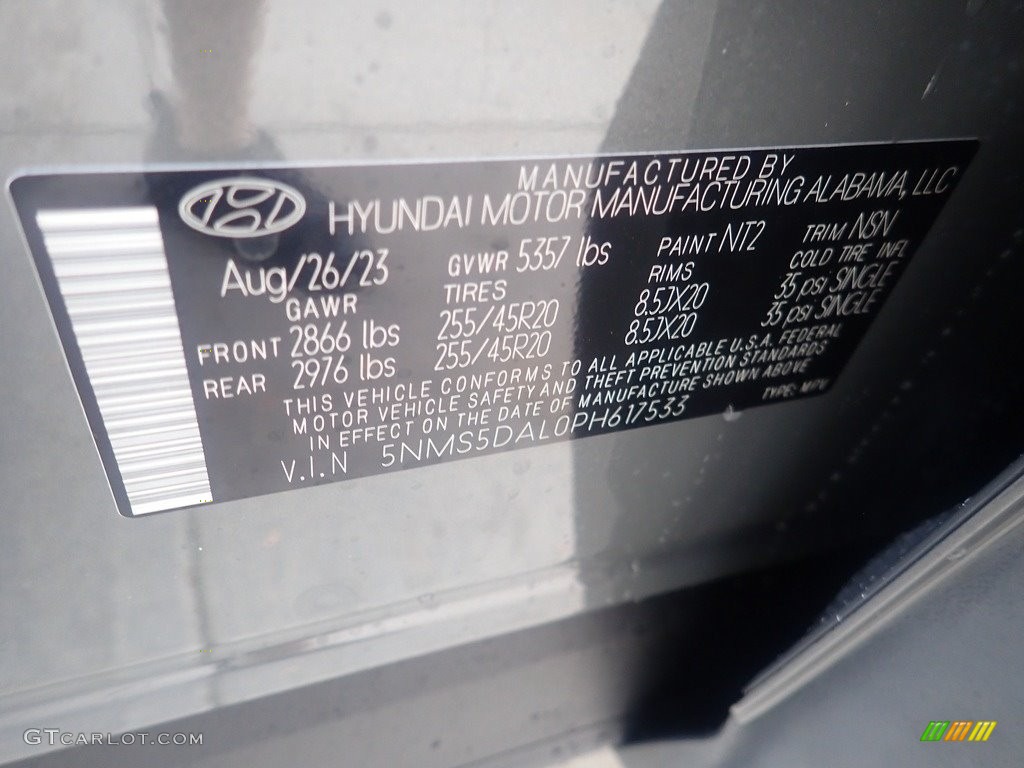 MANUFACTURED BY
HYUNDAI MOTOR MANUFACTURING ALABAMA, LLC
Aug/26/23 GVWR 5357 lbs PAINT NT2 TRIM NSN
GAWR TIRES RIMS COLD TIRE INFL
FRONT 2866 lbs 255/45R20 8.5JX20 35 psi SINGLE
REAR 2976 lbs 255/45R20 8.5JX20 35 psi SINGLE
THIS VEHICLE CONFORMS TO ALL APPLICABLE U.S.A. FEDERAL
MOTOR VEHICLE SAFETY AND THEFT PREVENTION STANDARDS
IN EFFECT ON THE DATE OF MANUFACTURE SHOWN ABOVE
V.I.N 5NMS5DAL0PH617533 TYPE: MPV
GTCARLOT.COM